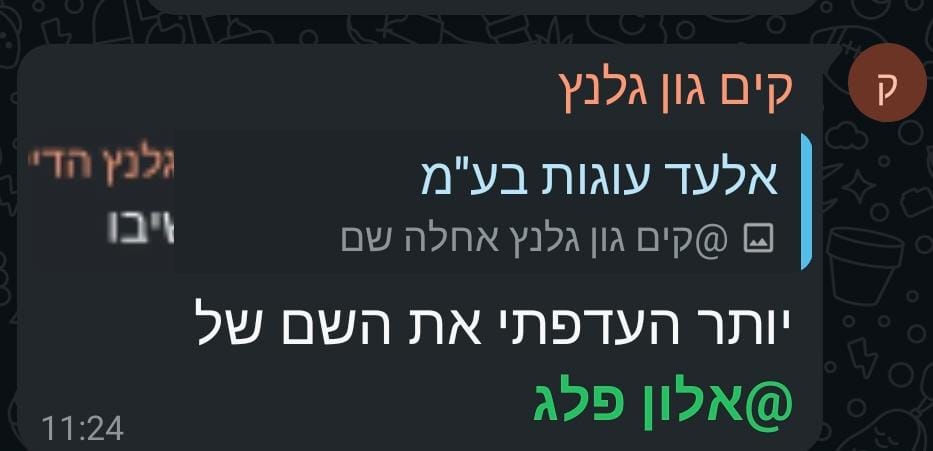 קים גון גלנץ
ק
אלעד עוגות בע"מ
@קים גון גלנץ אחלה שם
גלנץ הדי
יותר העדפתי את השם של
@אלון פלג
11:24